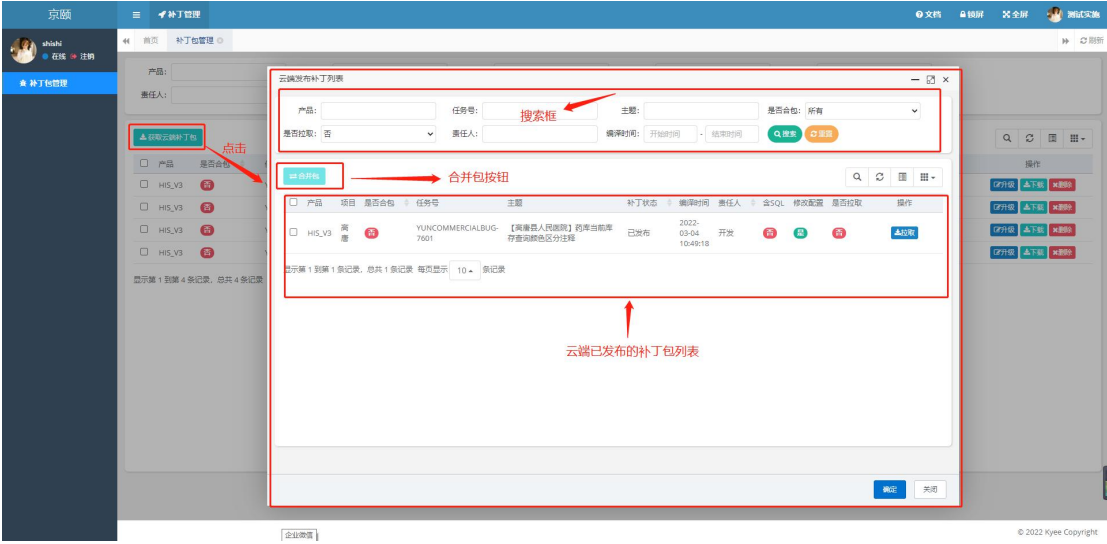 京颐
补丁管理
文档 锁屏 全屏 测试实施
shishi
在线 注销
首页 补丁包管理 刷新
补丁包管理
产品:
责任人:
云端发布补丁列表
产品: 任务号: 主题: 是否合包: 所有
是否拉取: 否 责任人: 编译时间: 开始时间 - 结束时间 搜索 重置
搜索框
获取云端补丁包
点击
合并包
合并包按钮
产品 是否合包 操作
HIS_V3 否 升级 下载 删除
HIS_V3 否 升级 下载 删除
HIS_V3 否 升级 下载 删除
HIS_V3 否 升级 下载 删除
显示第 1 到第 4 条记录，总共 4 条记录
产品 项目 是否合包 任务号 主题 补丁状态 编译时间 责任人 含SQL 修改配置 是否拉取 操作
HIS_V3 高唐 否 YUNCOMMERCIALBUG-7601 【高唐县人民医院】药库当前库存查询颜色区分注释 已发布 2022-03-04 10:49:18 开发 否 是 否 拉取
显示第 1 到第 1 条记录，总共 1 条记录 每页显示 10 条记录
云端已发布的补丁包列表
确定 关闭
企业微信
© 2022 Kyee Copyright